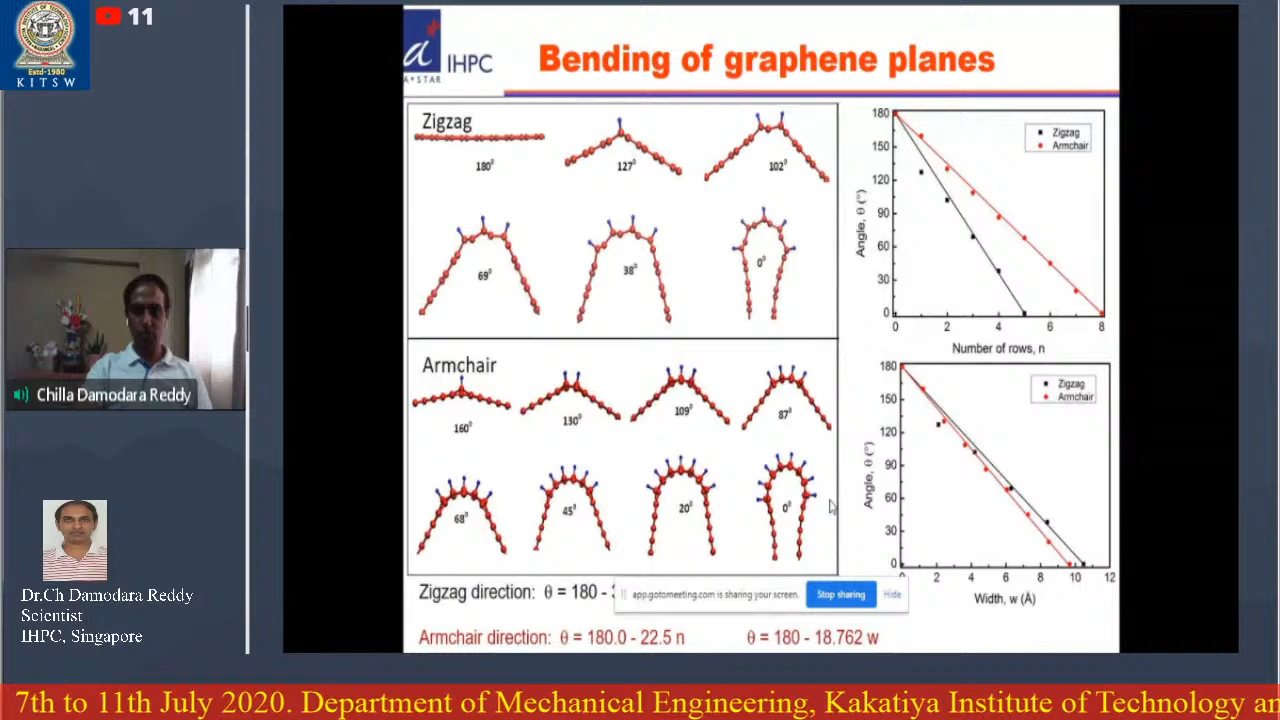 11
Estd-1980
KITSW
A*STAR
IHPC
Bending of graphene planes
Zigzag
180⁰
127⁰
102⁰
69⁰
38⁰
0⁰
Armchair
160⁰
130⁰
109⁰
87⁰
68⁰
45⁰
20⁰
0⁰
Zigzag direction: θ = 180 -
Armchair direction: θ = 180.0 - 22.5 n
θ = 180 - 18.762 w
180
150
120
90
60
30
0
Angle, θ (°)
Zigzag
Armchair
0 2 4 6 8
Number of rows, n
180
150
120
90
60
30
0
Angle, θ (°)
Zigzag
Armchair
2 4 6 8 10 12
Width, w (Å)
app.gotomeeting.com is sharing your screen.
Stop sharing
Hide
Chilla Damodara Reddy
Dr.Ch Damodara Reddy
Scientist
IHPC, Singapore
7th to 11th July 2020. Department of Mechanical Engineering, Kakatiya Institute of Technology an